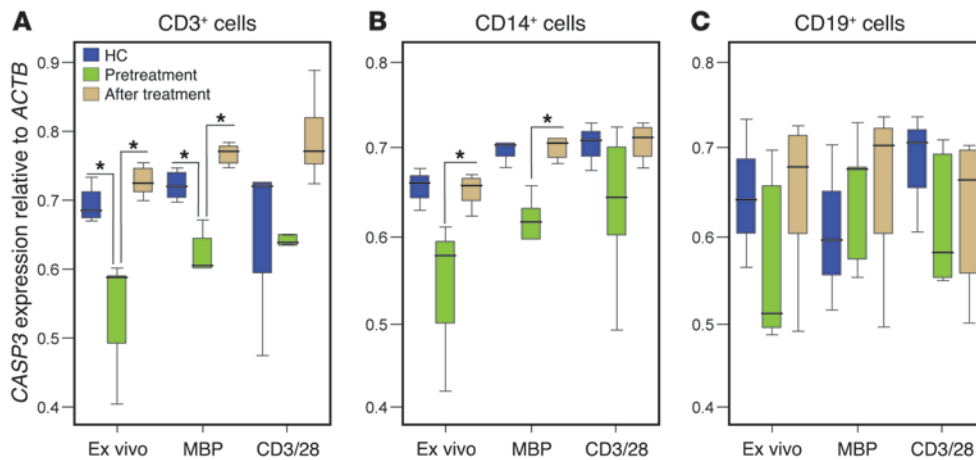 A CD3⁺ cells
B CD14⁺ cells
C CD19⁺ cells
CASP3 expression relative to ACTB
HC
Pretreatment
After treatment
0.9
0.8
0.7
0.6
0.5
0.4
* * * *
Ex vivo MBP CD3/28
0.8
0.7
0.6
0.5
0.4
* *
Ex vivo MBP CD3/28
0.8
0.7
0.6
0.5
0.4
Ex vivo MBP CD3/28